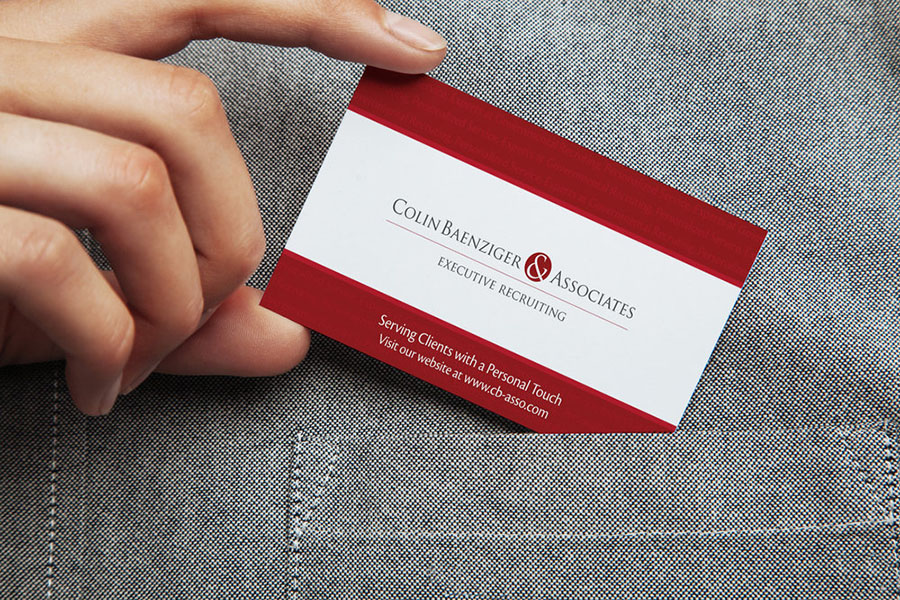 COLIN BAENZIGER & ASSOCIATES
EXECUTIVE RECRUITING
Serving Clients with a Personal Touch
Visit our website at www.cb-asso.com